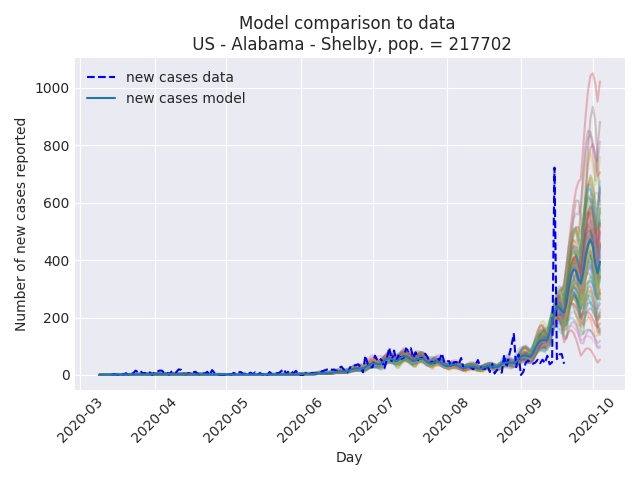 Model comparison to data
US - Alabama - Shelby, pop. = 217702
new cases data
new cases model
Number of new cases reported
1000
800
600
400
200
0
2020-03
2020-04
2020-05
2020-06
2020-07
2020-08
2020-09
2020-10
Day